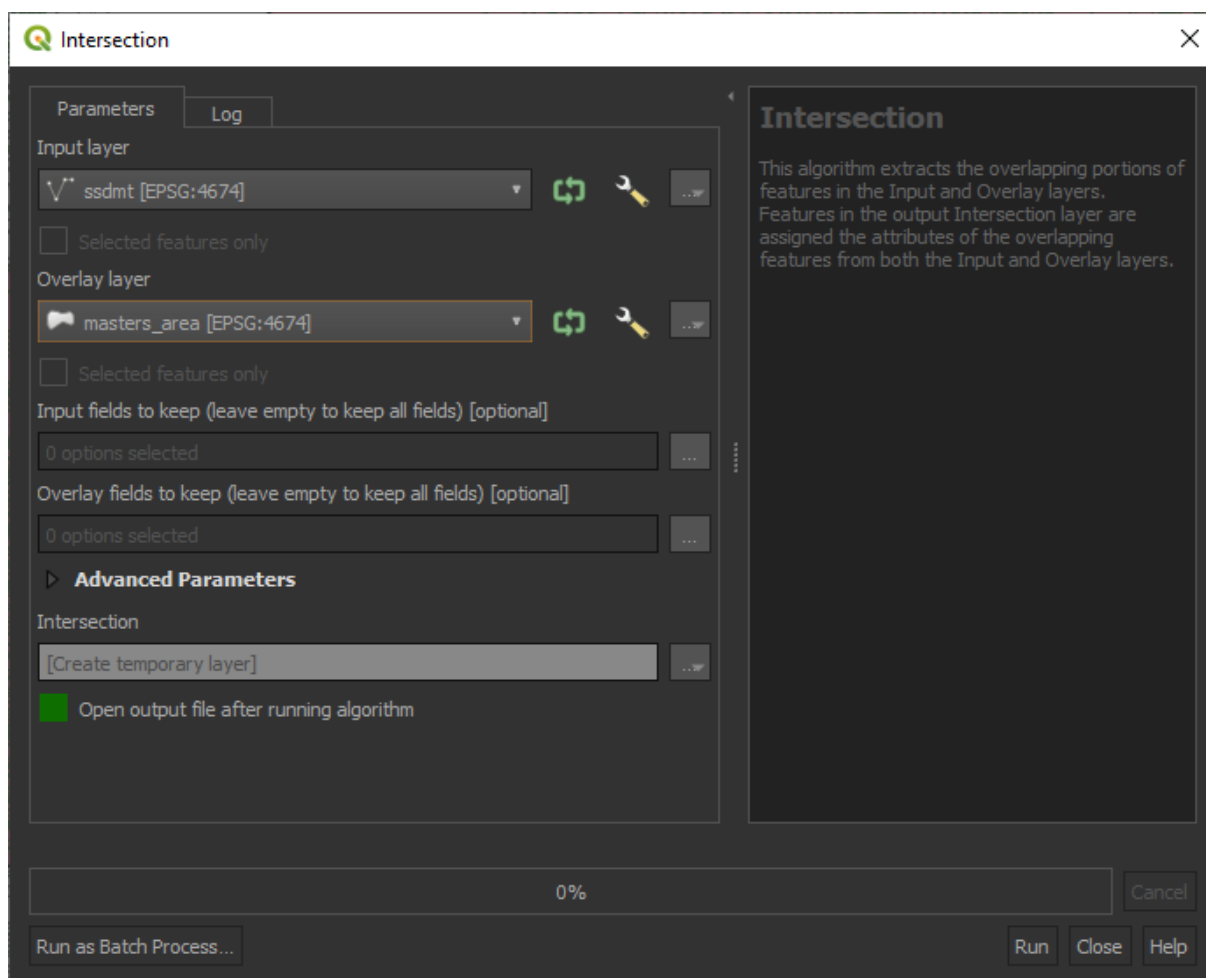 Intersection
Parameters
Log
Input layer
ssdmt [EPSG:4674]
...
Selected features only
Overlay layer
masters_area [EPSG:4674]
...
Selected features only
Input fields to keep (leave empty to keep all fields) [optional]
0 options selected
...
Overlay fields to keep (leave empty to keep all fields) [optional]
0 options selected
...
Advanced Parameters
Intersection
[Create temporary layer]
...
Open output file after running algorithm
Intersection
This algorithm extracts the overlapping portions of
features in the Input and Overlay layers.
Features in the output Intersection layer are
assigned the attributes of the overlapping
features from both the Input and Overlay layers.
0%
Cancel
Run as Batch Process...
Run
Close
Help